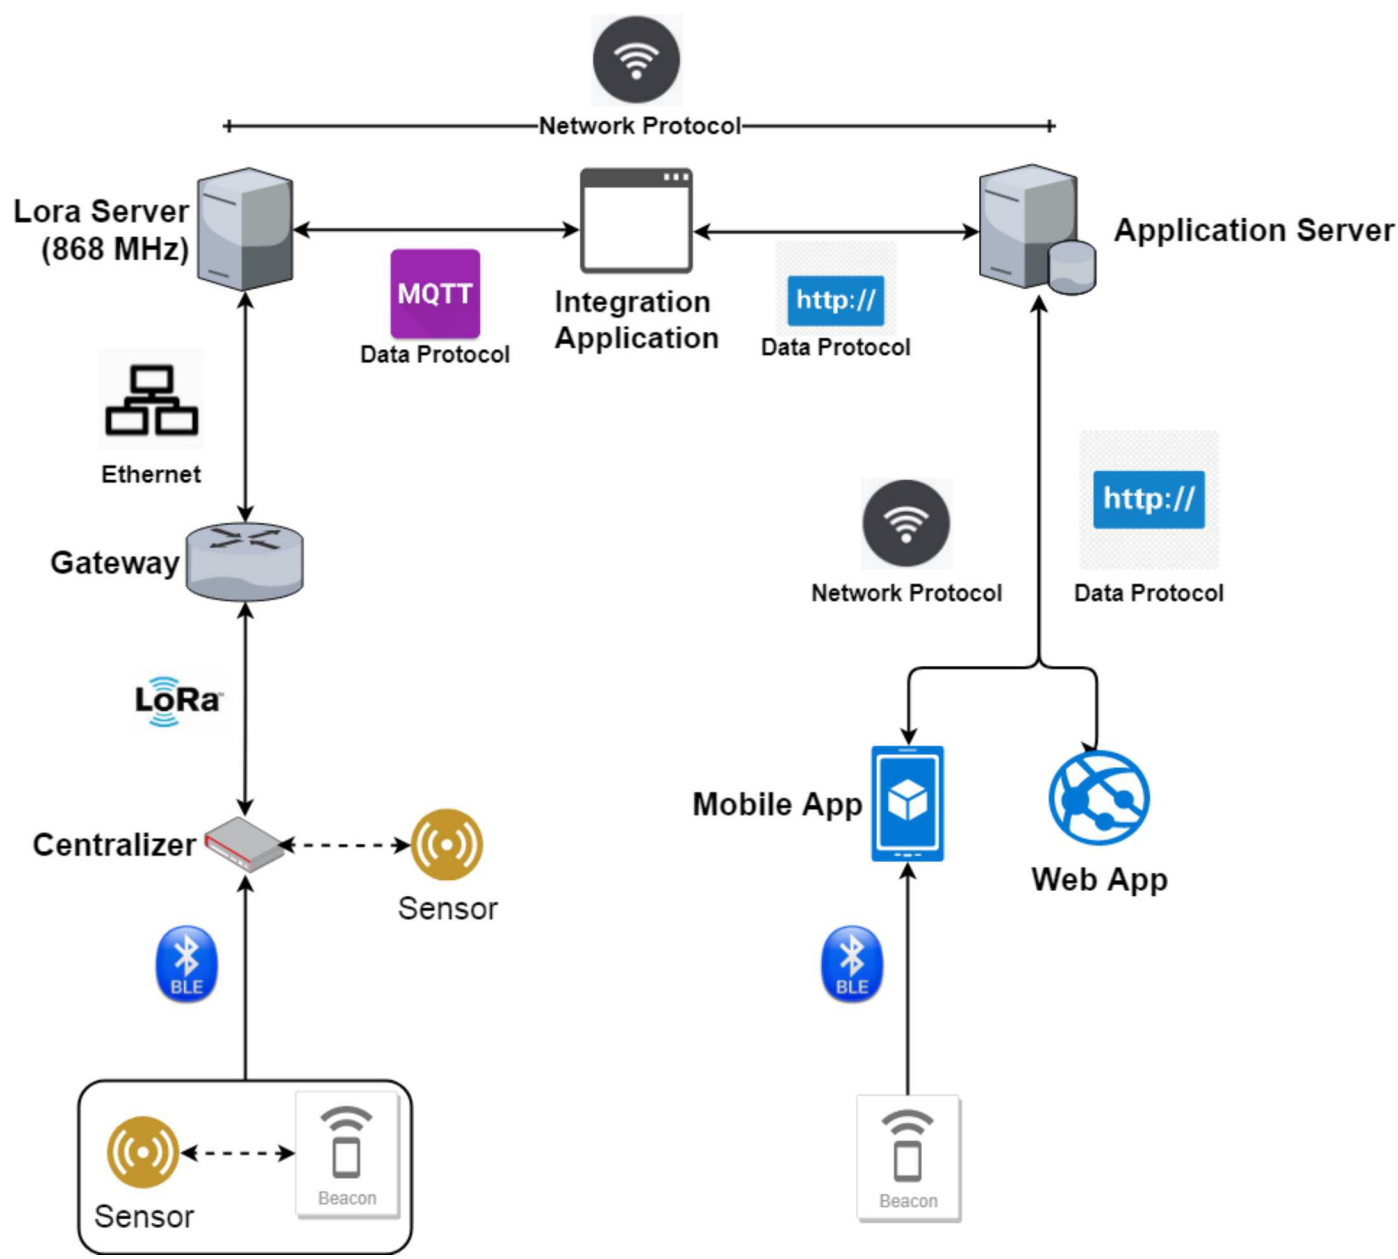 Network Protocol
Lora Server
(868 MHz)
Application Server
MQTT
Data Protocol
Integration
Application
http://
Data Protocol
Ethernet
Gateway
Network Protocol
http://
Data Protocol
LoRa™
Centralizer
Sensor
Mobile App
Web App
BLE
BLE
Sensor
Beacon
Beacon